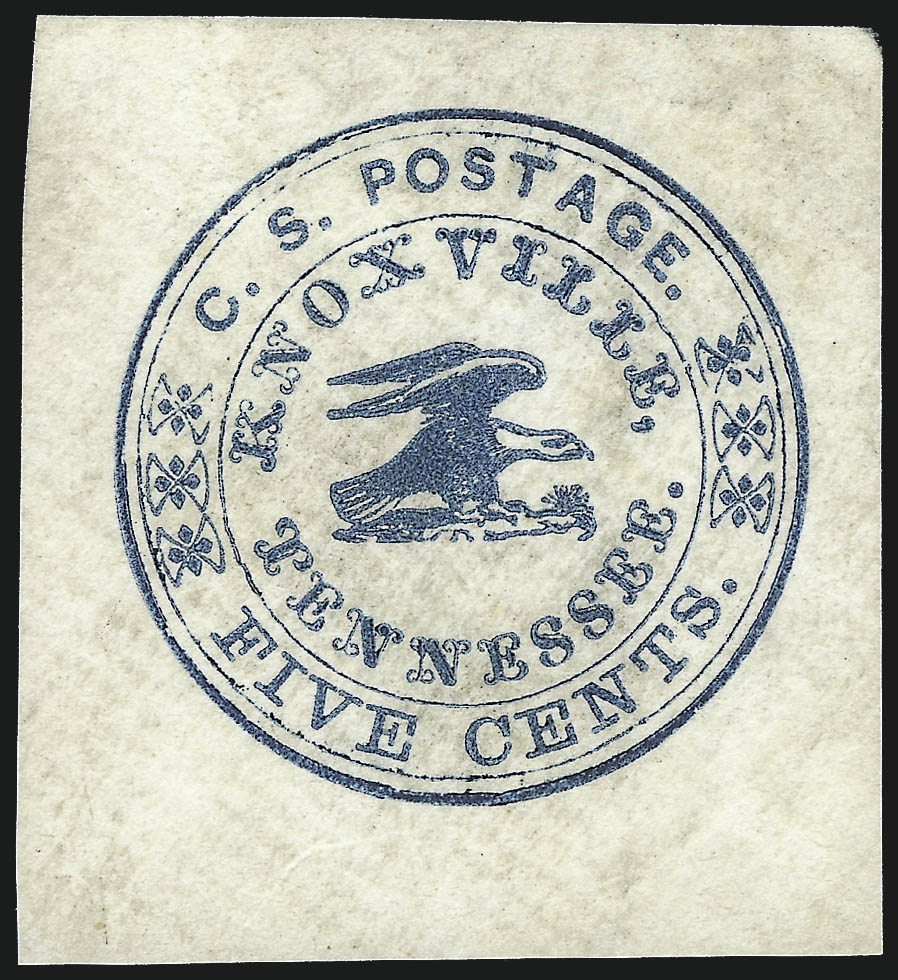 C. S. POSTAGE.
KNOXVILLE,
TENNESSEE.
FIVE CENTS.